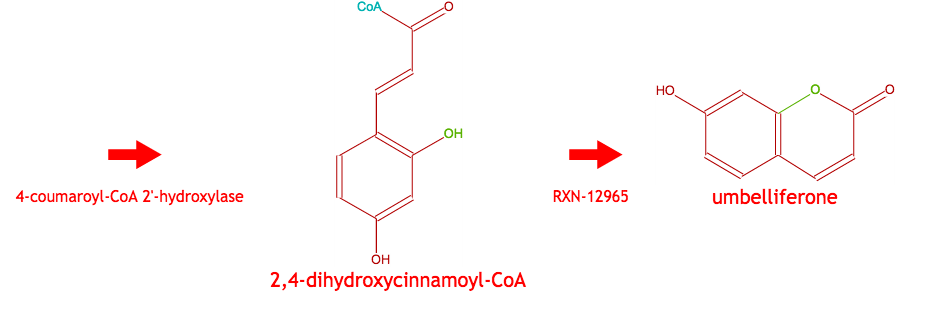 CoA
O
OH
OH
HO
O
O
4-coumaroyl-CoA 2'-hydroxylase
RXN-12965
umbelliferone
2,4-dihydroxycinnamoyl-CoA